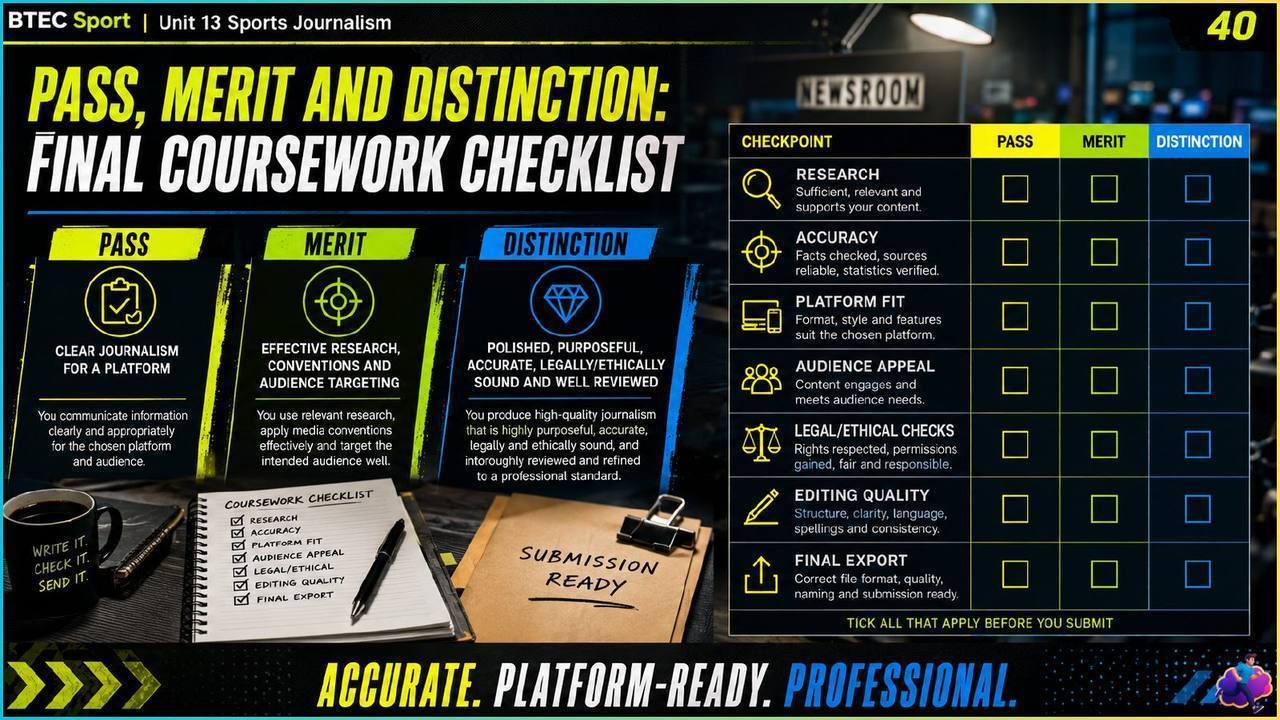 BTEC Sport | Unit 13 Sports Journalism
40
PASS, MERIT AND DISTINCTION:
FINAL COURSEWORK CHECKLIST
PASS
CLEAR JOURNALISM
FOR A PLATFORM
You communicate information
clearly and appropriately
for the chosen platform
and audience.
MERIT
EFFECTIVE RESEARCH,
CONVENTIONS AND
AUDIENCE TARGETING
You use relevant research,
apply media conventions
effectively and target the
intended audience well.
DISTINCTION
POLISHED, PURPOSEFUL,
ACCURATE, LEGALLY/ETHICALLY
SOUND AND WELL REVIEWED
You produce high-quality journalism
that is highly purposeful, accurate,
legally and ethically sound, and
intoroughly reviewed and refined
to a professional standard.
WRITE IT.
CHECK IT.
SEND IT.
COURSEWORK CHECKLIST
RESEARCH
ACCURACY
PLATFORM FIT
AUDIENCE APPEAL
LEGAL/ETHICAL
EDITING QUALITY
FINAL EXPORT
SUBMISSION
READY
NEWSROOM
CHECKPOINT PASS MERIT DISTINCTION
RESEARCH
Sufficient, relevant and
supports your content.
ACCURACY
Facts checked, sources
reliable, statistics verified.
PLATFORM FIT
Format, style and features
suit the chosen platform.
AUDIENCE APPEAL
Content engages and
meets audience needs.
LEGAL/ETHICAL CHECKS
Rights respected, permissions
gained, fair and responsible.
EDITING QUALITY
Structure, clarity, language,
spellings and consistency.
FINAL EXPORT
Correct file format, quality,
naming and submission ready.
TICK ALL THAT APPLY BEFORE YOU SUBMIT
ACCURATE. PLATFORM-READY. PROFESSIONAL.